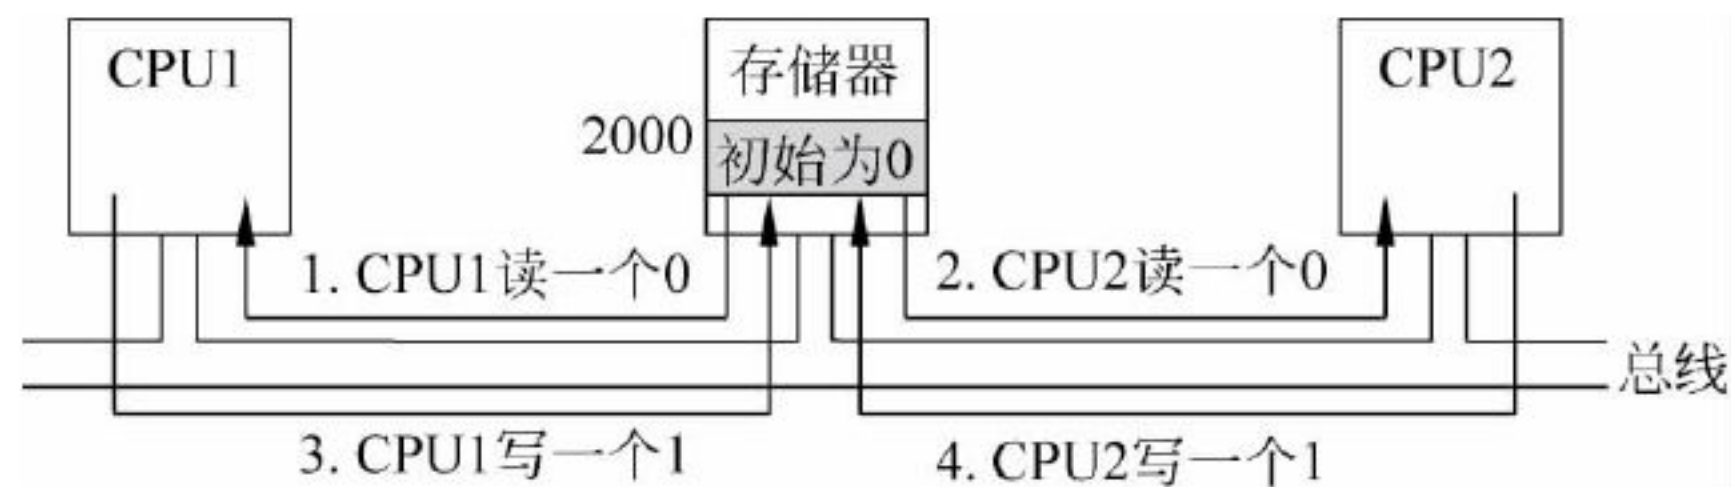 CPU1
存储器
CPU2
2000
初始为0
1. CPU1读一个0
2. CPU2读一个0
总线
3. CPU1写一个1
4. CPU2写一个1